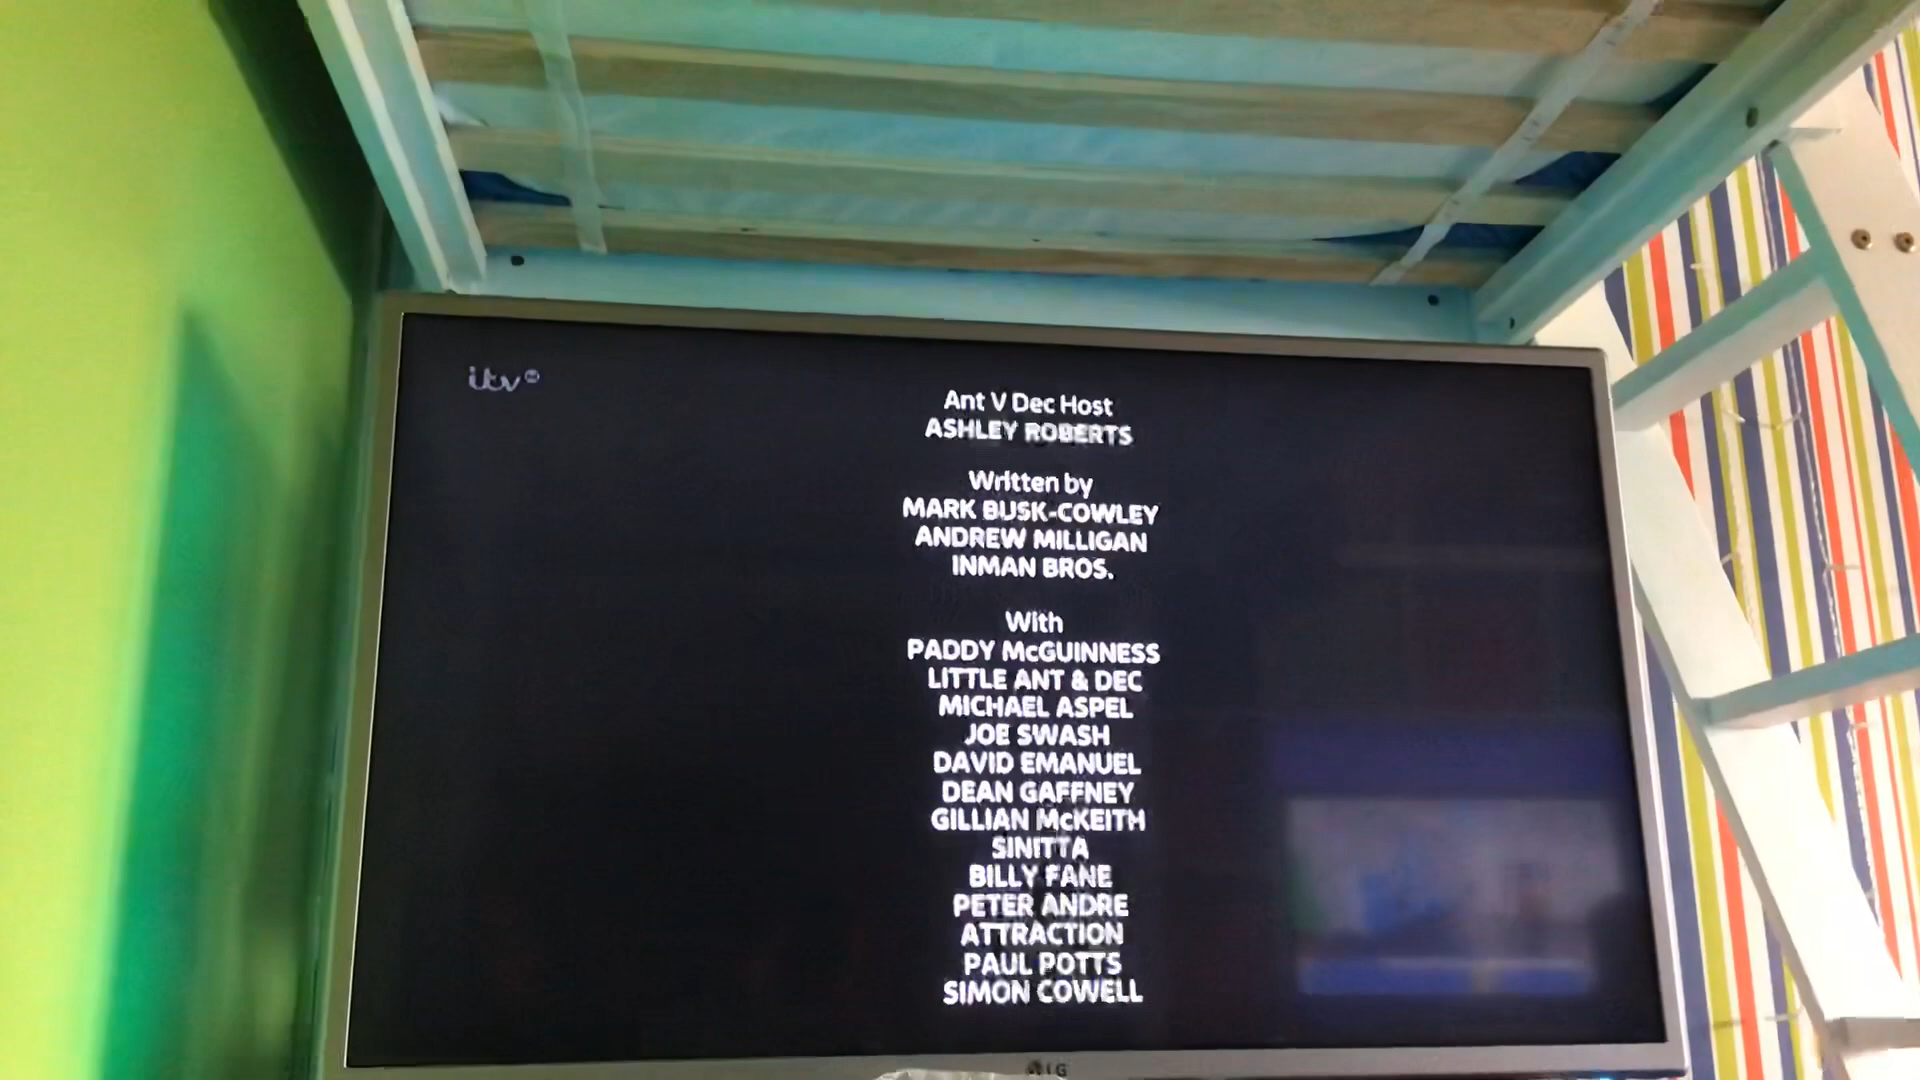 itv
Ant V Dec Host
ASHLEY ROBERTS
Written by
MARK BUSK-COWLEY
ANDREW MILLIGAN
INMAN BROS.
With
PADDY McGUINNESS
LITTLE ANT & DEC
MICHAEL ASPEL
JOE SWASH
DAVID EMANUEL
DEAN GAFFNEY
GILLIAN McKEITH
SINITTA
BILLY FANE
PETER ANDRE
ATTRACTION
PAUL POTTS
SIMON COWELL
LG